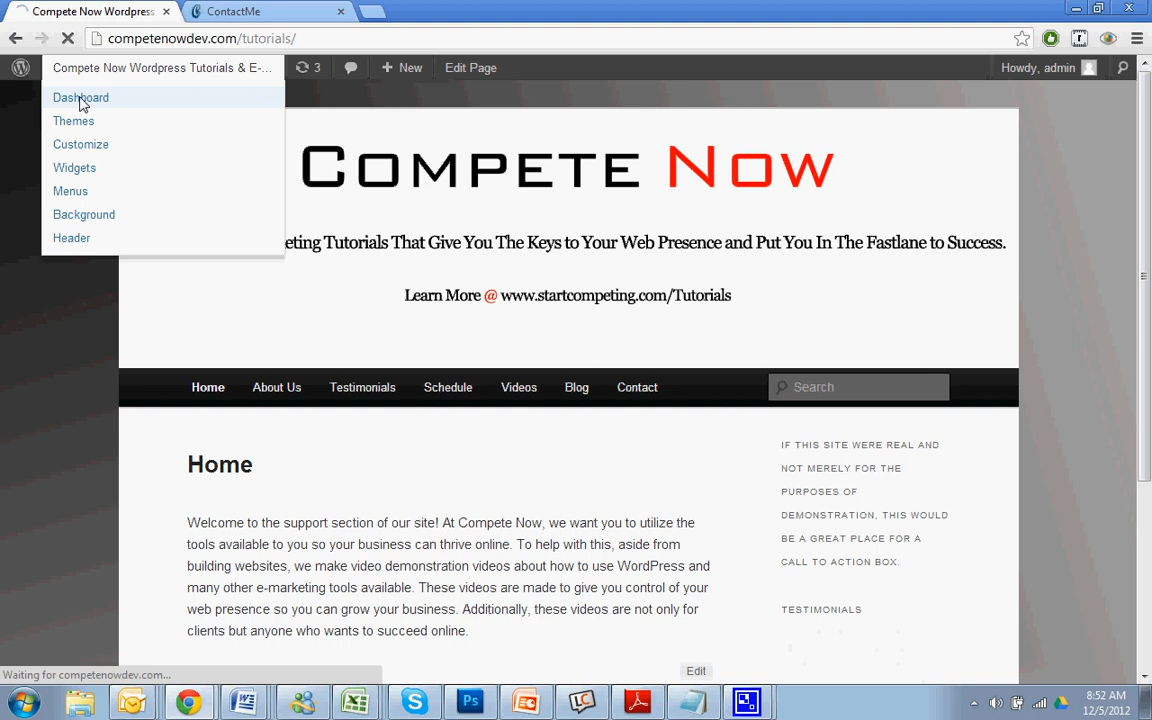 Compete Now Wordpress
ContactMe
competenowdev.com/tutorials/
Compete Now Wordpress Tutorials & E-...
3
New
Edit Page
Howdy, admin
Dashboard
Themes
Customize
Widgets
Menus
Background
Header
COMPETE NOW
eting Tutorials That Give You The Keys to Your Web Presence and Put You In The Fastlane to Success.
Learn More @ www.startcompeting.com/Tutorials
Home
About Us
Testimonials
Schedule
Videos
Blog
Contact
Search
Home
Welcome to the support section of our site! At Compete Now, we want you to utilize the
tools available to you so your business can thrive online. To help with this, aside from
building websites, we make video demonstration videos about how to use WordPress and
many other e-marketing tools available. These videos are made to give you control of your
web presence so you can grow your business. Additionally, these videos are not only for
clients but anyone who wants to succeed online.
Edit
IF THIS SITE WERE REAL AND
NOT MERELY FOR THE
PURPOSES OF
DEMONSTRATION, THIS WOULD
BE A GREAT PLACE FOR A
CALL TO ACTION BOX.
TESTIMONIALS
Waiting for competenowdev.com...
8:52 AM
12/5/2012